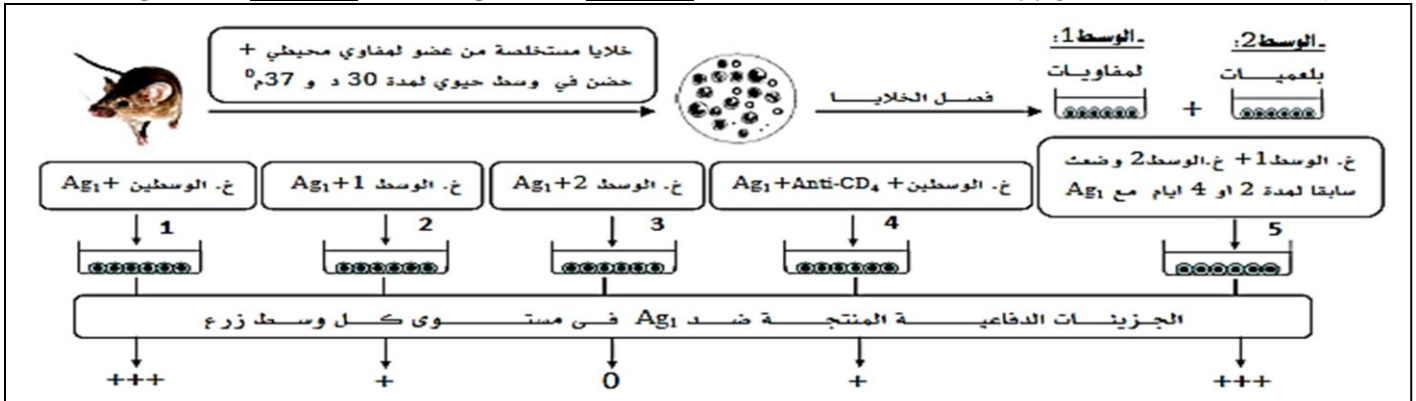 خلايا مستخلصة من عضو لمفاوي محيطي +
حضن في وسط حيوي لمدة 30 د و 37م⁰
فصل الخلايا
ـ الوسط1:
لمفاويات
+
ـ الوسط2:
بلعميات
خ. الوسطين +Ag₁
خ. الوسط 1+Ag₁
خ. الوسط 2+Ag₁
خ. الوسطين +Ag₁+Anti-CD₄
خ. الوسط1+ خ.الوسط2 وضعت
سابقا لمدة 2 او 4 ايام مع Ag₁
1
2
3
4
5
الجزيئات الدفاعية المنتجة ضد Ag₁ في مستوى كل وسط زرع
+++
+
0
+
+++